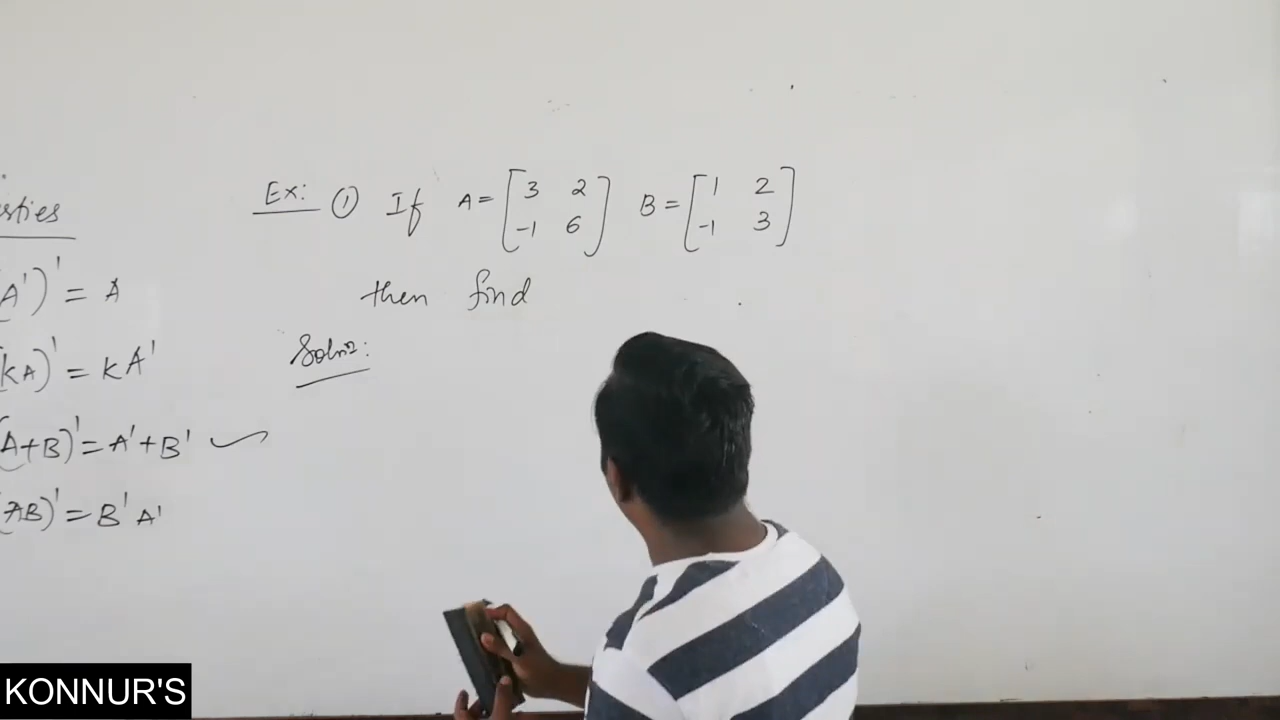 Ex: ① If A = [3 2 -1 6] B = [1 2 -1 3]
then find
Soln:
A')' = A
(KA)' = KA'
(A+B)' = A'+B'
(AB)' = B'A'
KONNUR'S